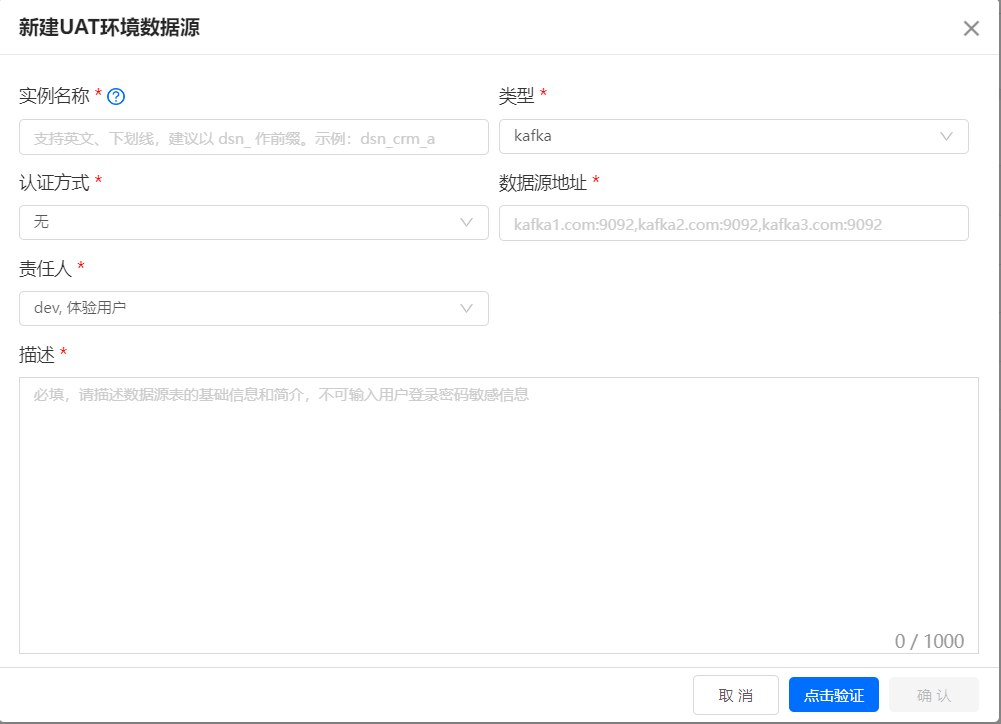 新建UAT环境数据源
实例名称 *
类型 *
支持英文、下划线，建议以 dsn_ 作前缀。示例：dsn_crm_a
kafka
认证方式 *
数据源地址 *
无
kafka1.com:9092,kafka2.com:9092,kafka3.com:9092
责任人 *
dev, 体验用户
描述 *
必填，请描述数据源表的基础信息和简介，不可输入用户登录密码敏感信息
0 / 1000
取 消
点击验证
确 认